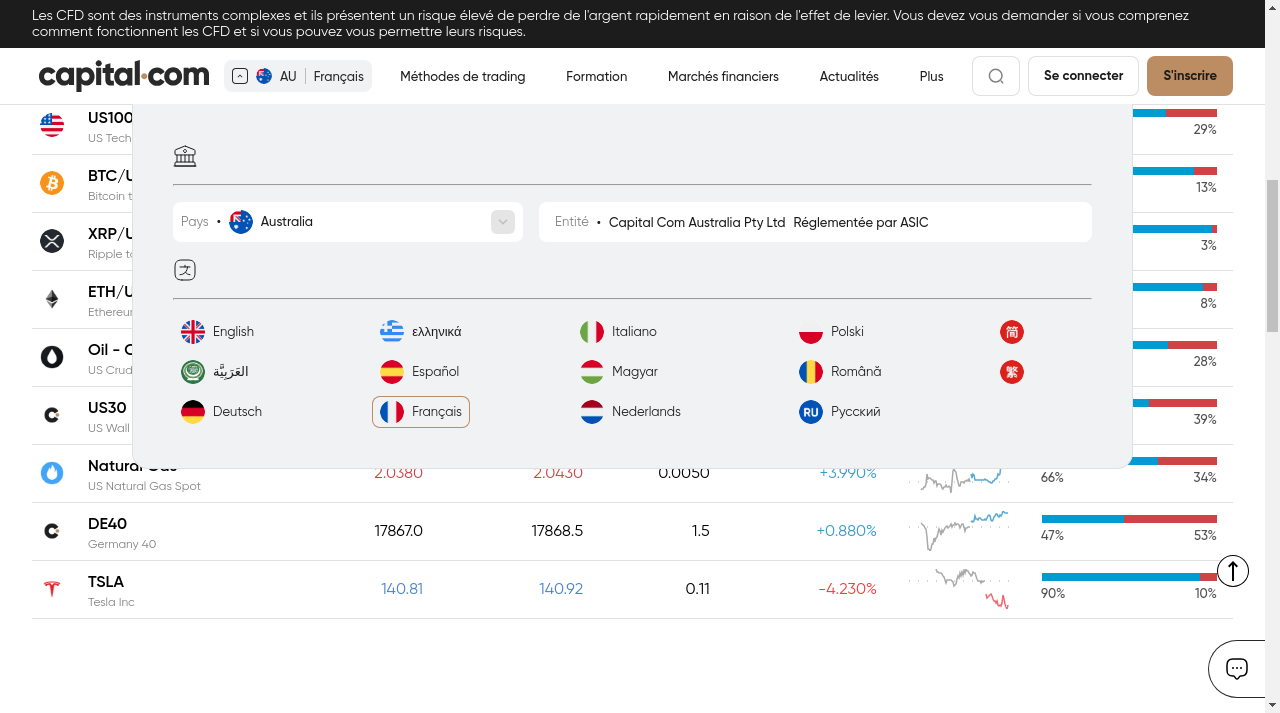 Les CFD sont des instruments complexes et ils présentent un risque élevé de perdre de l'argent rapidement en raison de l'effet de levier. Vous devez vous demander si vous comprenez
comment fonctionnent les CFD et si vous pouvez vous permettre leurs risques.
capital.com
AU Français
Méthodes de trading
Formation
Marchés financiers
Actualités
Plus
Se connecter
S'inscrire
US100
US Tech
29%
BTC/U
Bitcoin t
13%
XRP/U
Ripple to
3%
ETH/U
Ethereum
8%
Oil - C
US Crud
28%
US30
US Wall
39%
Pays • Australia
Entité • Capital Com Australia Pty Ltd Réglementée par ASIC
文
English
ελληνικά
Italiano
Polski
简
العَرَبِيَّة
Español
Magyar
Română
繁
Deutsch
Français
Nederlands
RU Русский
Natural Gas
US Natural Gas Spot
2.0380
2.0430
0.0050
+3.990%
66%
34%
DE40
Germany 40
17867.0
17868.5
1.5
+0.880%
47%
53%
TSLA
Tesla Inc
140.81
140.92
0.11
-4.230%
90%
10%